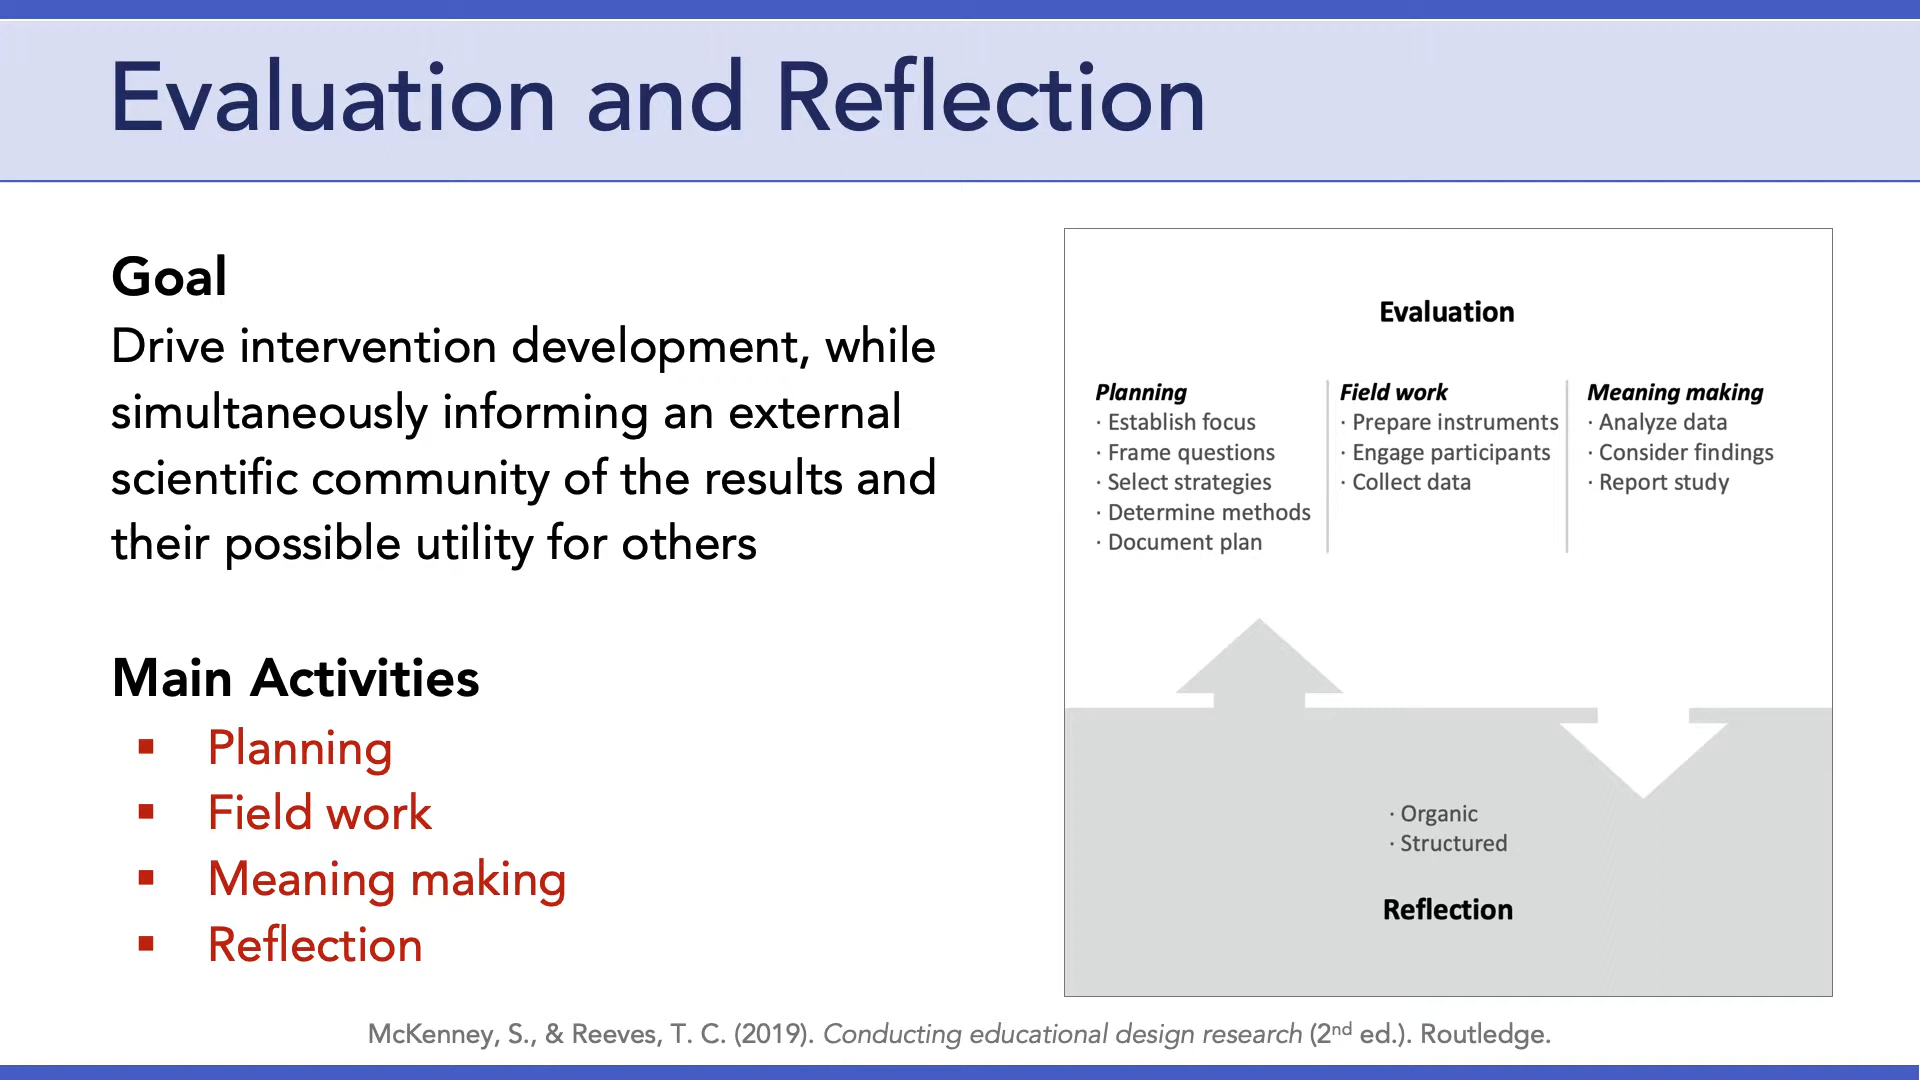 Evaluation and Reflection
Goal
Drive intervention development, while
simultaneously informing an external
scientific community of the results and
their possible utility for others
Main Activities
▪ Planning
▪ Field work
▪ Meaning making
▪ Reflection
Evaluation
Planning
· Establish focus
· Frame questions
· Select strategies
· Determine methods
· Document plan
Field work
· Prepare instruments
· Engage participants
· Collect data
Meaning making
· Analyze data
· Consider findings
· Report study
· Organic
· Structured
Reflection
McKenney, S., & Reeves, T. C. (2019). Conducting educational design research (2nd ed.). Routledge.